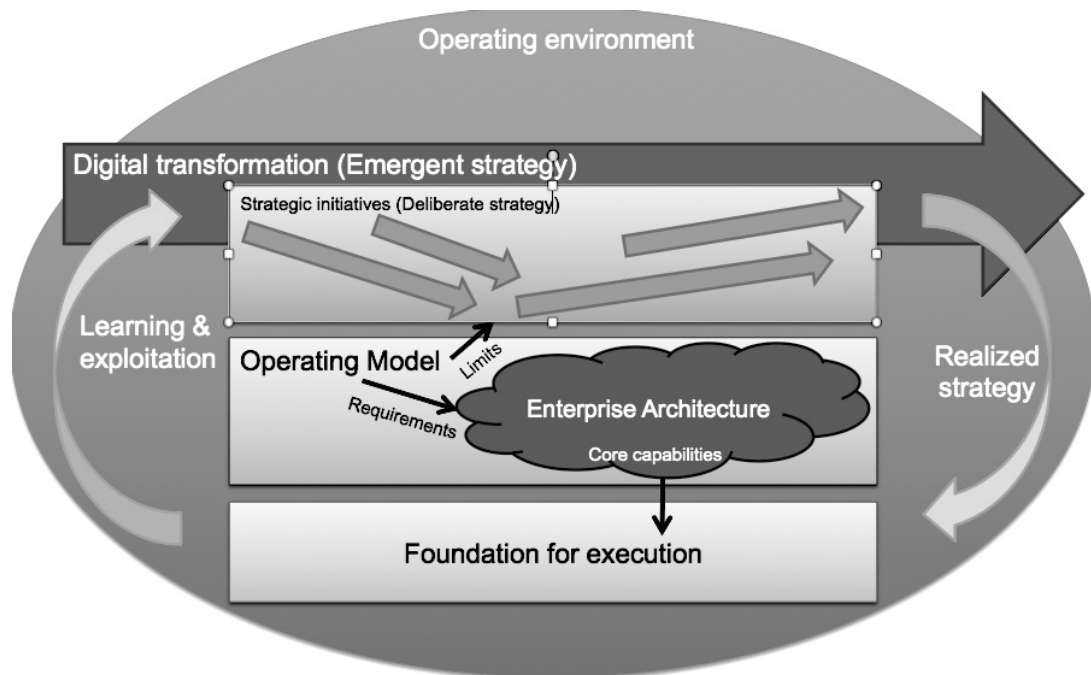 Operating environment
Digital transformation (Emergent strategy)
Strategic initiatives (Deliberate strategy)
Learning &
exploitation
Operating Model
Limits
Requirements
Enterprise Architecture
Core capabilities
Realized
strategy
Foundation for execution